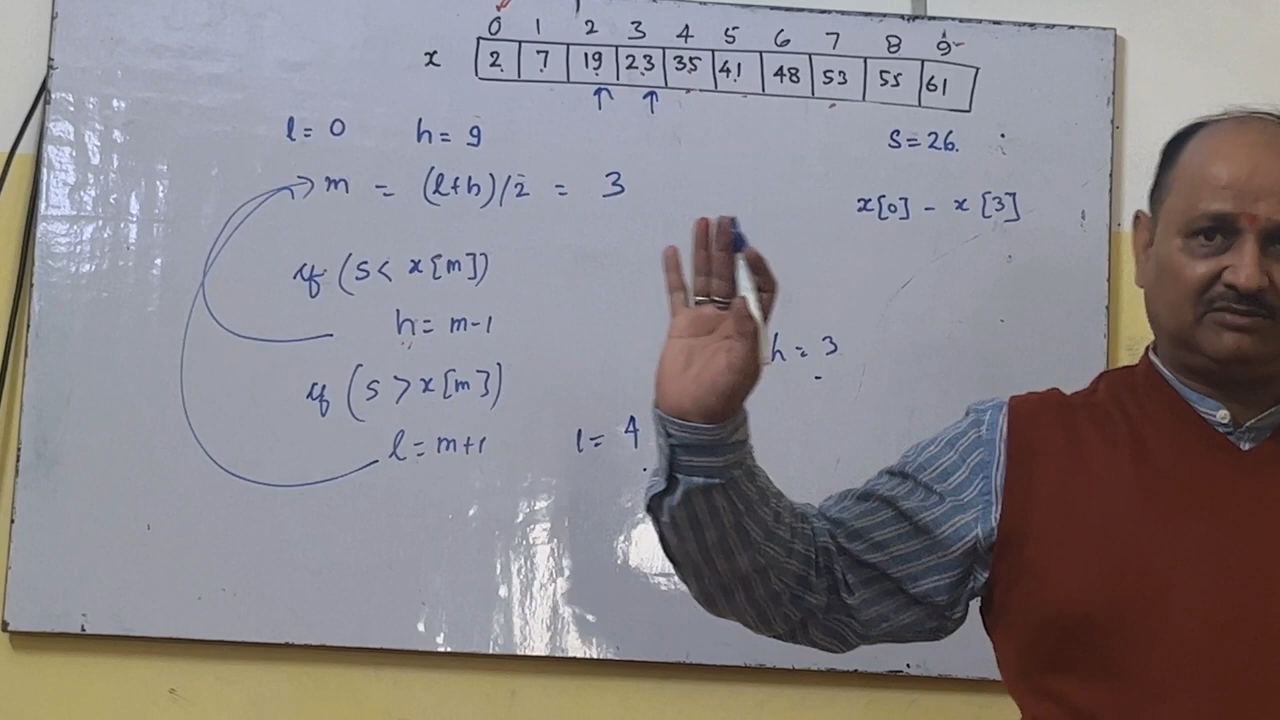 0 1 2 3 4 5 6 7 8 9
x 2 7 19 23 35 41 48 53 55 61
l = 0 h = 9 S = 26.
m = (l+h)/2 = 3 x[0] - x[3]
if (S < x[m])
h = m-1 h = 3
if (S > x[m])
l = m+1 l = 4